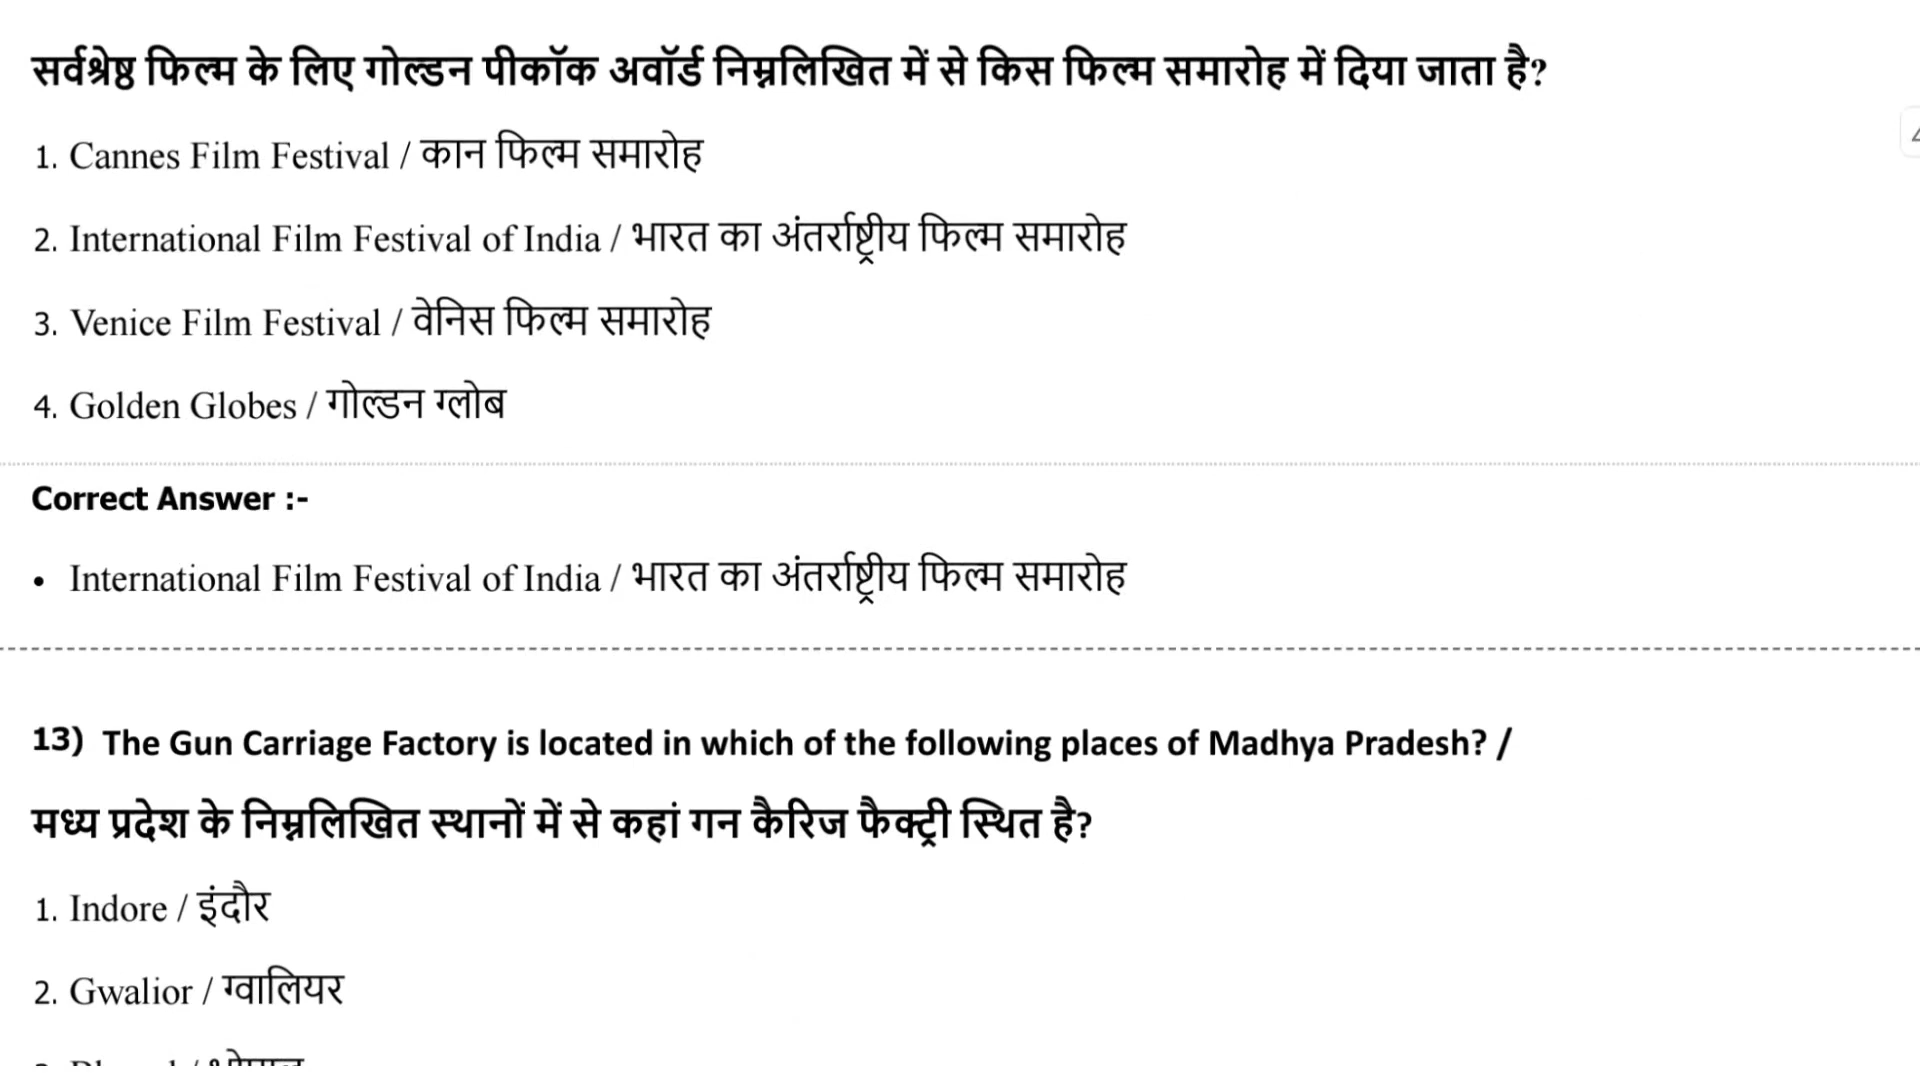 सर्वश्रेष्ठ फिल्म के लिए गोल्डन पीकॉक अवॉर्ड निम्नलिखित में से किस फिल्म समारोह में दिया जाता है?
1. Cannes Film Festival / कान फिल्म समारोह
2. International Film Festival of India / भारत का अंतर्राष्ट्रीय फिल्म समारोह
3. Venice Film Festival / वेनिस फिल्म समारोह
4. Golden Globes / गोल्डन ग्लोब
Correct Answer :-
• International Film Festival of India / भारत का अंतर्राष्ट्रीय फिल्म समारोह
13) The Gun Carriage Factory is located in which of the following places of Madhya Pradesh? /
मध्य प्रदेश के निम्नलिखित स्थानों में से कहां गन कैरिज फैक्ट्री स्थित है?
1. Indore / इंदौर
2. Gwalior / ग्वालियर